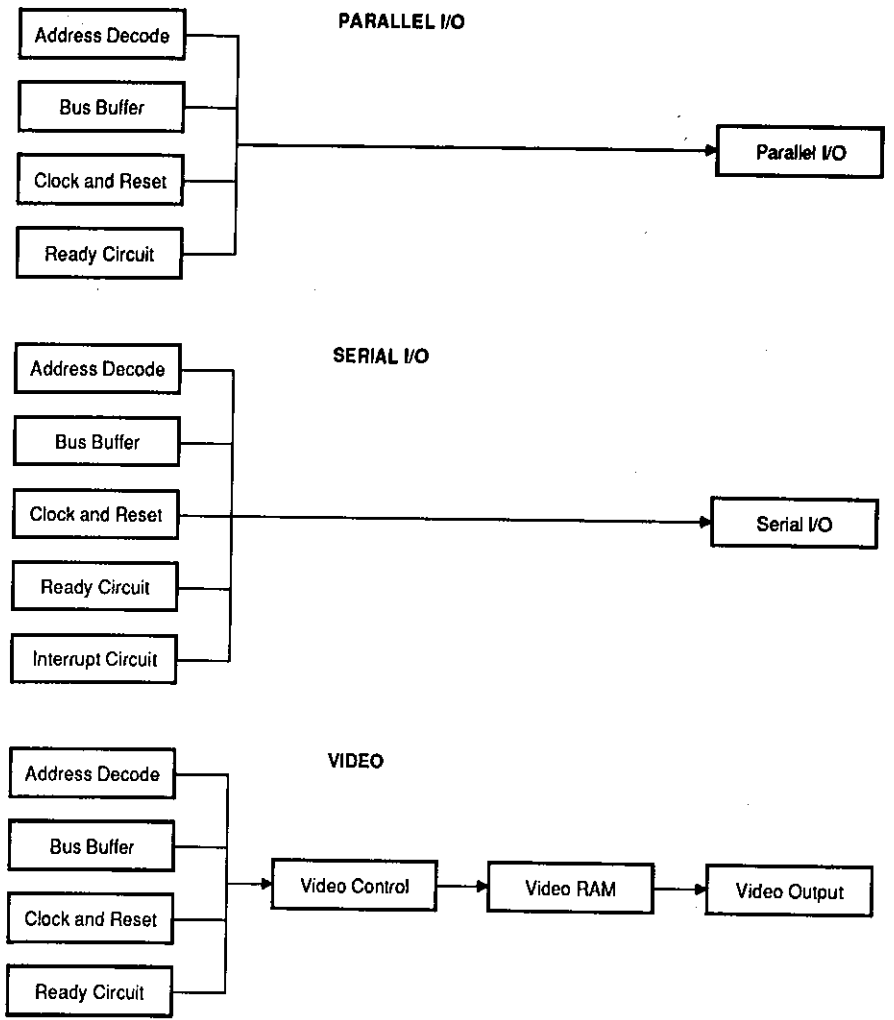 PARALLEL I/O
Address Decode
Bus Buffer
Parallel I/O
Clock and Reset
Ready Circuit
SERIAL I/O
Address Decode
Bus Buffer
Clock and Reset
Serial I/O
Ready Circuit
Interrupt Circuit
VIDEO
Address Decode
Bus Buffer
Video Control
Video RAM
Video Output
Clock and Reset
Ready Circuit